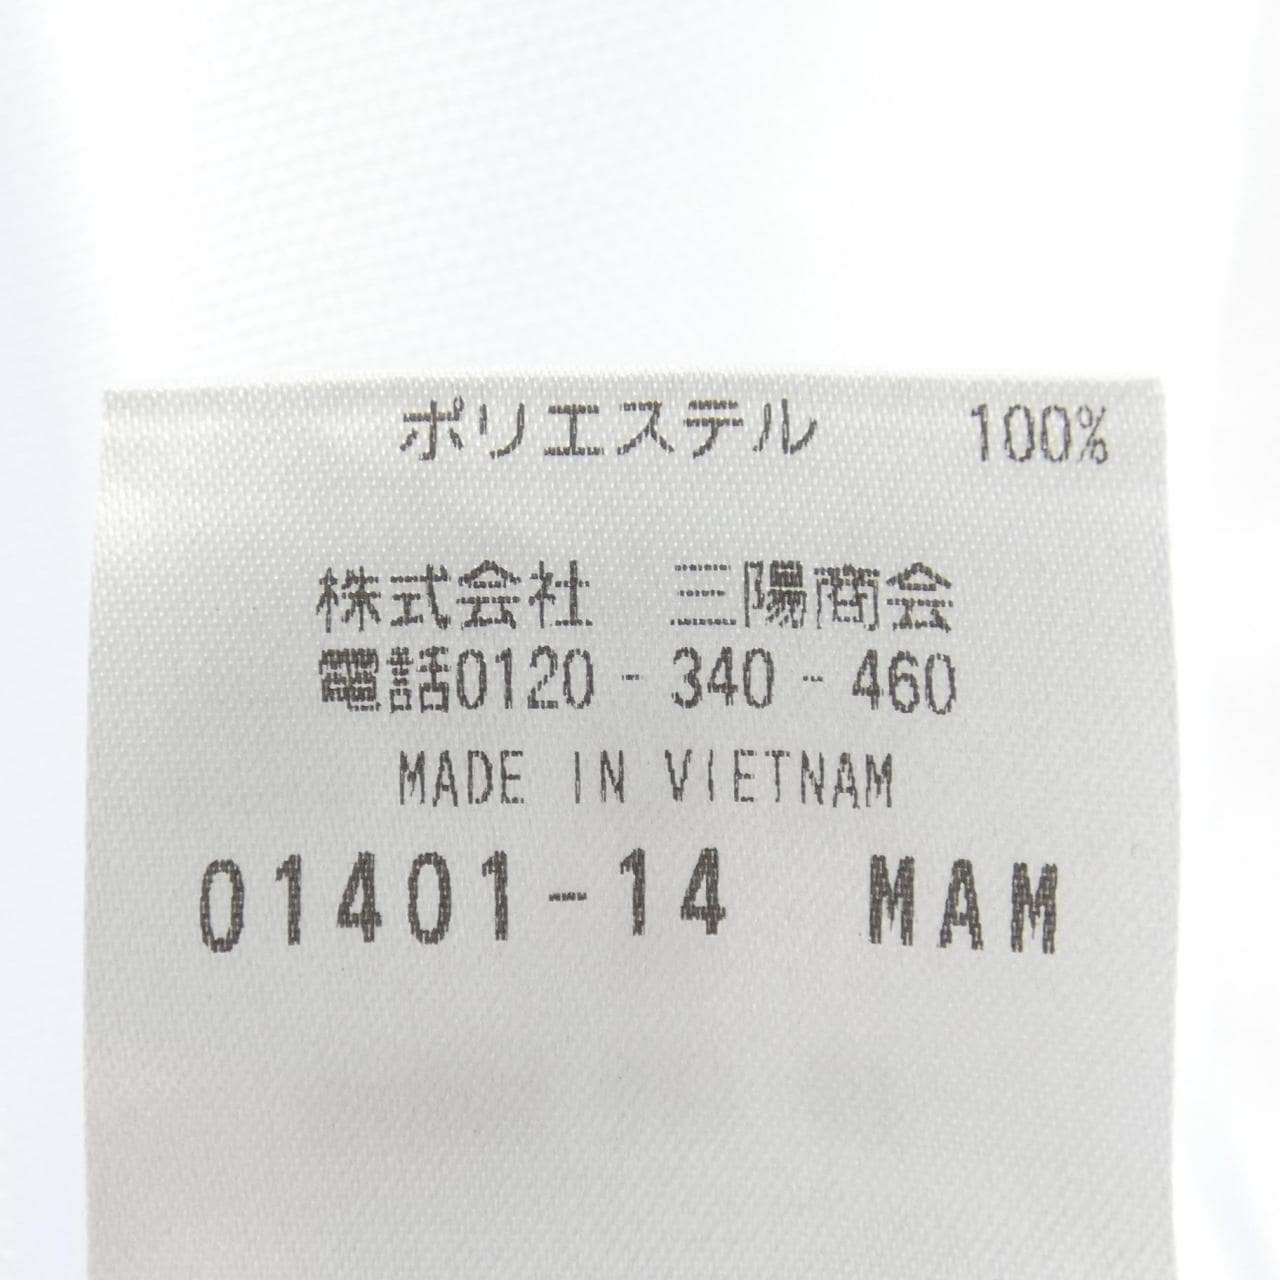 ポリエステル 100%
株式会社 三陽商会
電話0120-340-460
MADE IN VIETNAM
01401-14 MAM